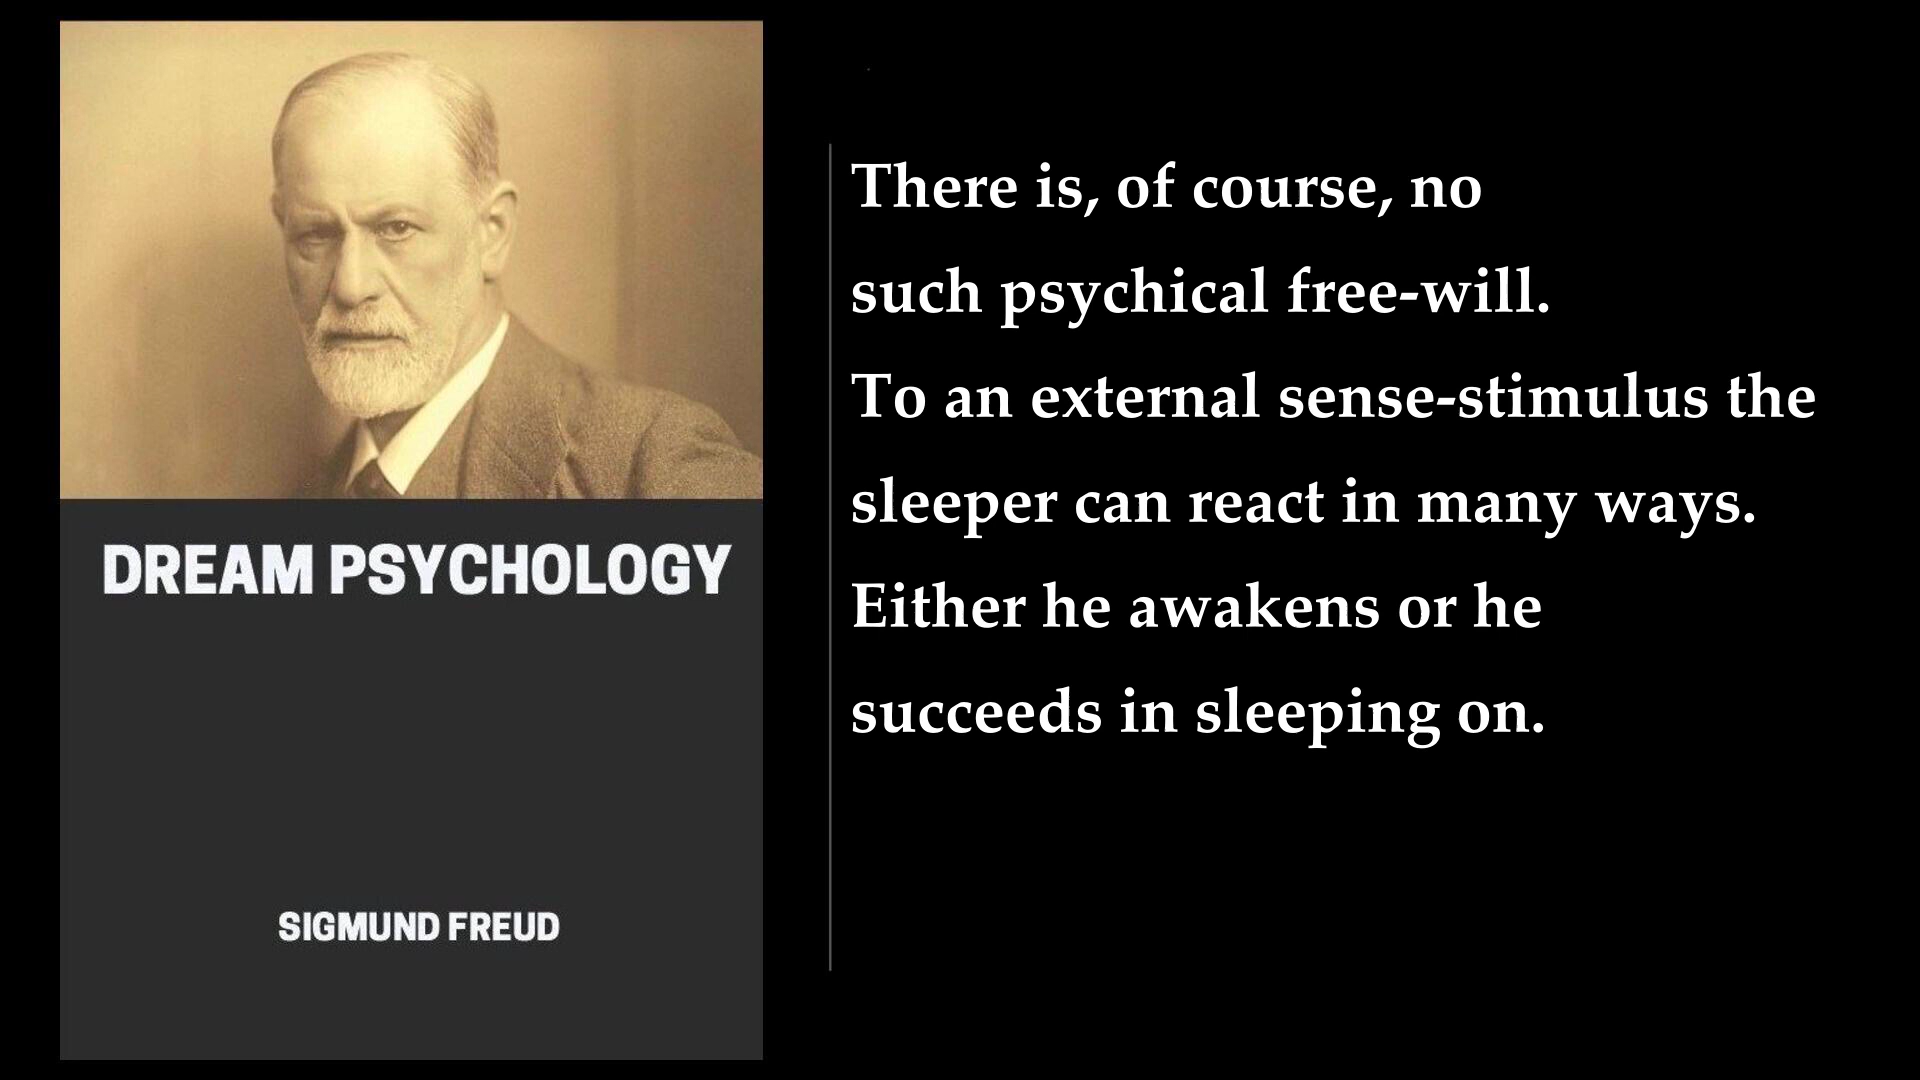 DREAM PSYCHOLOGY
SIGMUND FREUD
There is, of course, no
such psychical free-will.
To an external sense-stimulus the
sleeper can react in many ways.
Either he awakens or he
succeeds in sleeping on.